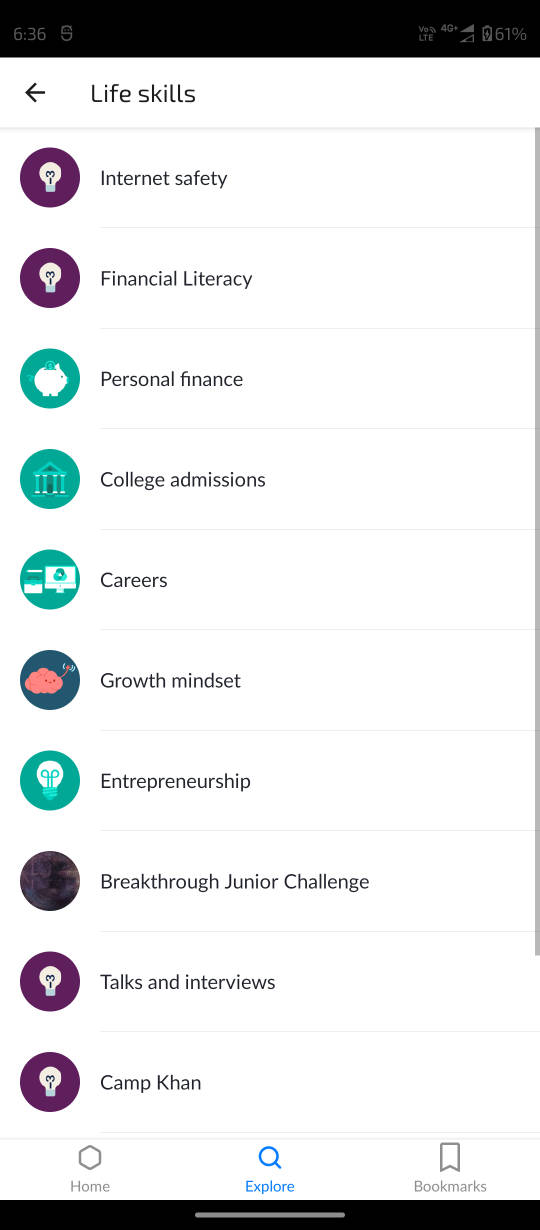 6:36
Vo LTE 4G+ 61%
Life skills
Internet safety
Financial Literacy
Personal finance
College admissions
Careers
Growth mindset
Entrepreneurship
Breakthrough Junior Challenge
Talks and interviews
Camp Khan
Home
Explore
Bookmarks